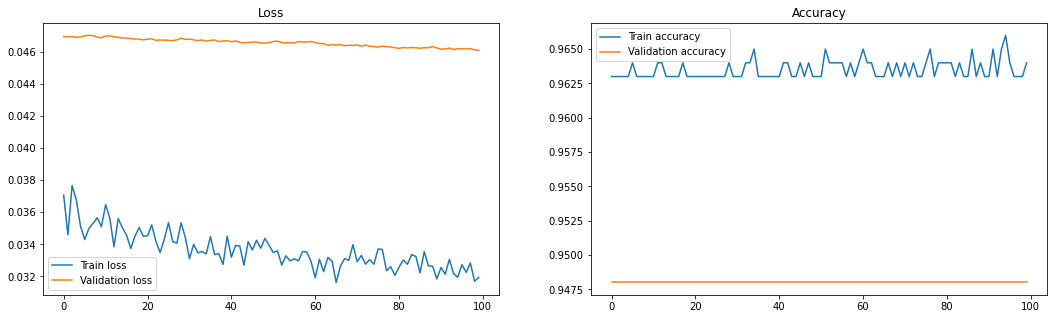 Loss
0.046
0.044
0.042
0.040
0.038
0.036
0.034
0.032
Train loss
Validation loss
0 20 40 60 80 100
Accuracy
0.9650
0.9625
0.9600
0.9575
0.9550
0.9525
0.9500
0.9475
Train accuracy
Validation accuracy
0 20 40 60 80 100